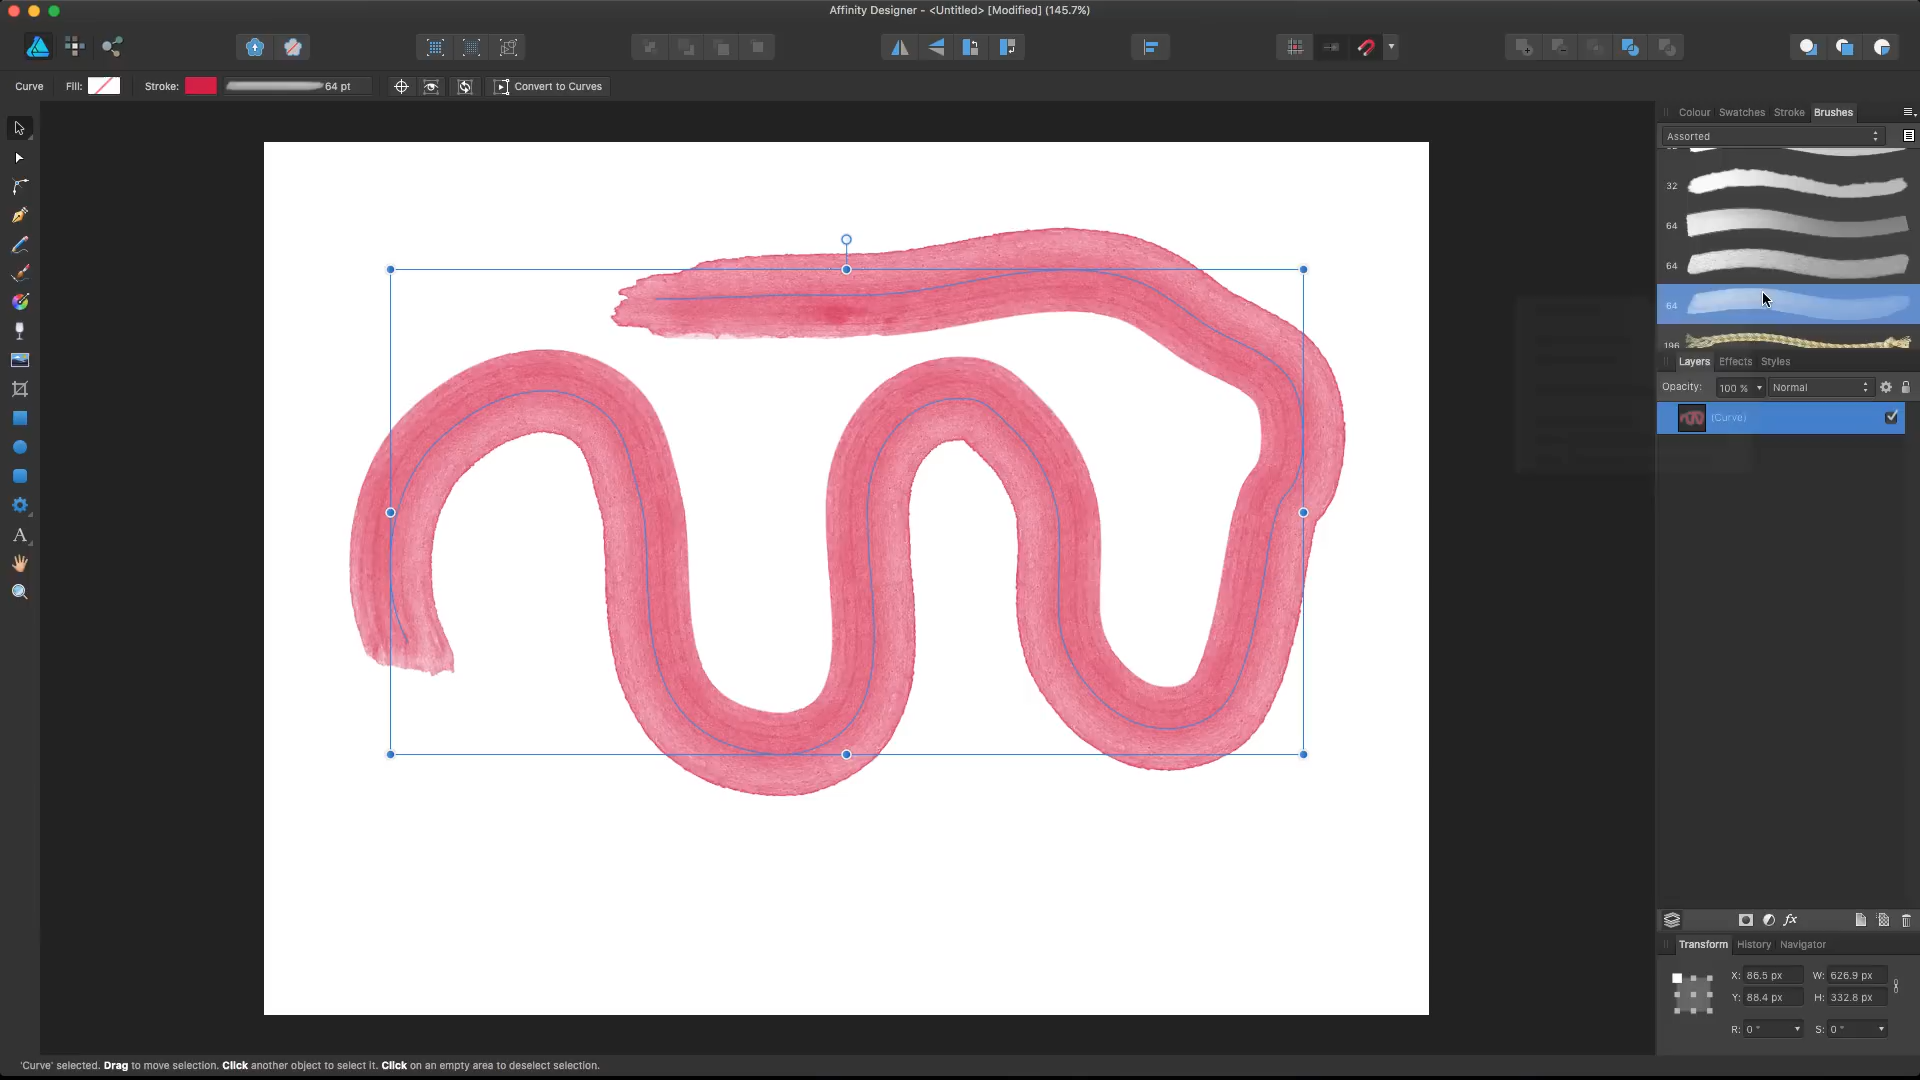 Affinity Designer - <Untitled> [Modified] (145.7%)
Curve Fill: Stroke: 64 pt Convert to Curves
Colour Swatches Stroke Brushes
Assorted
32
64
64
64
196
Layers Effects Styles
Opacity: 100 % Normal
(Curve)
fx
Transform History Navigator
X: 86.5 px W: 626.9 px
Y: 88.4 px H: 332.8 px
R: 0 ° S: 0 °
'Curve' selected. Drag to move selection. Click another object to select it. Click on an empty area to deselect selection.